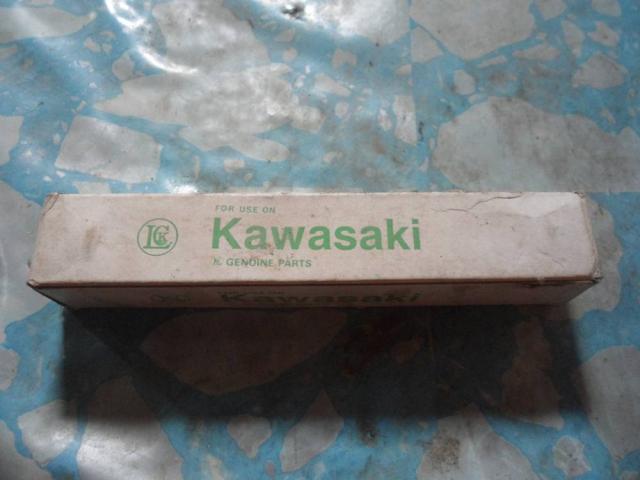 FOR USE ON
Kawasaki
GENUINE PARTS
Kawasaki